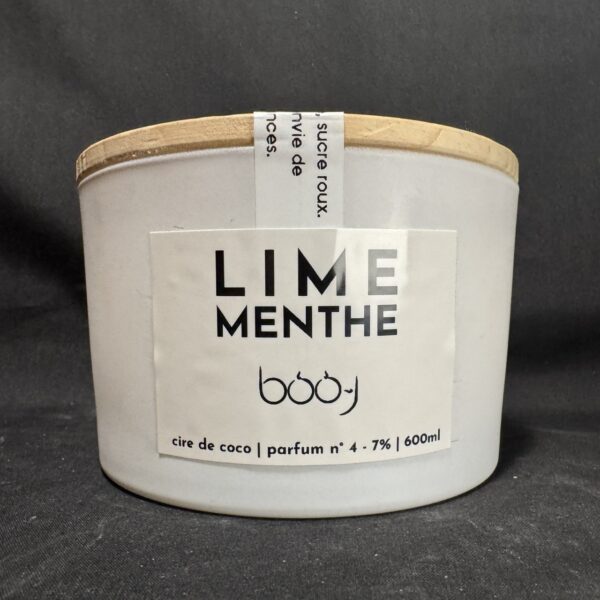 , sucre roux.
nvie de
nces.
LIME
MENTHE
boo-j
cire de coco | parfum n° 4 - 7% | 600ml